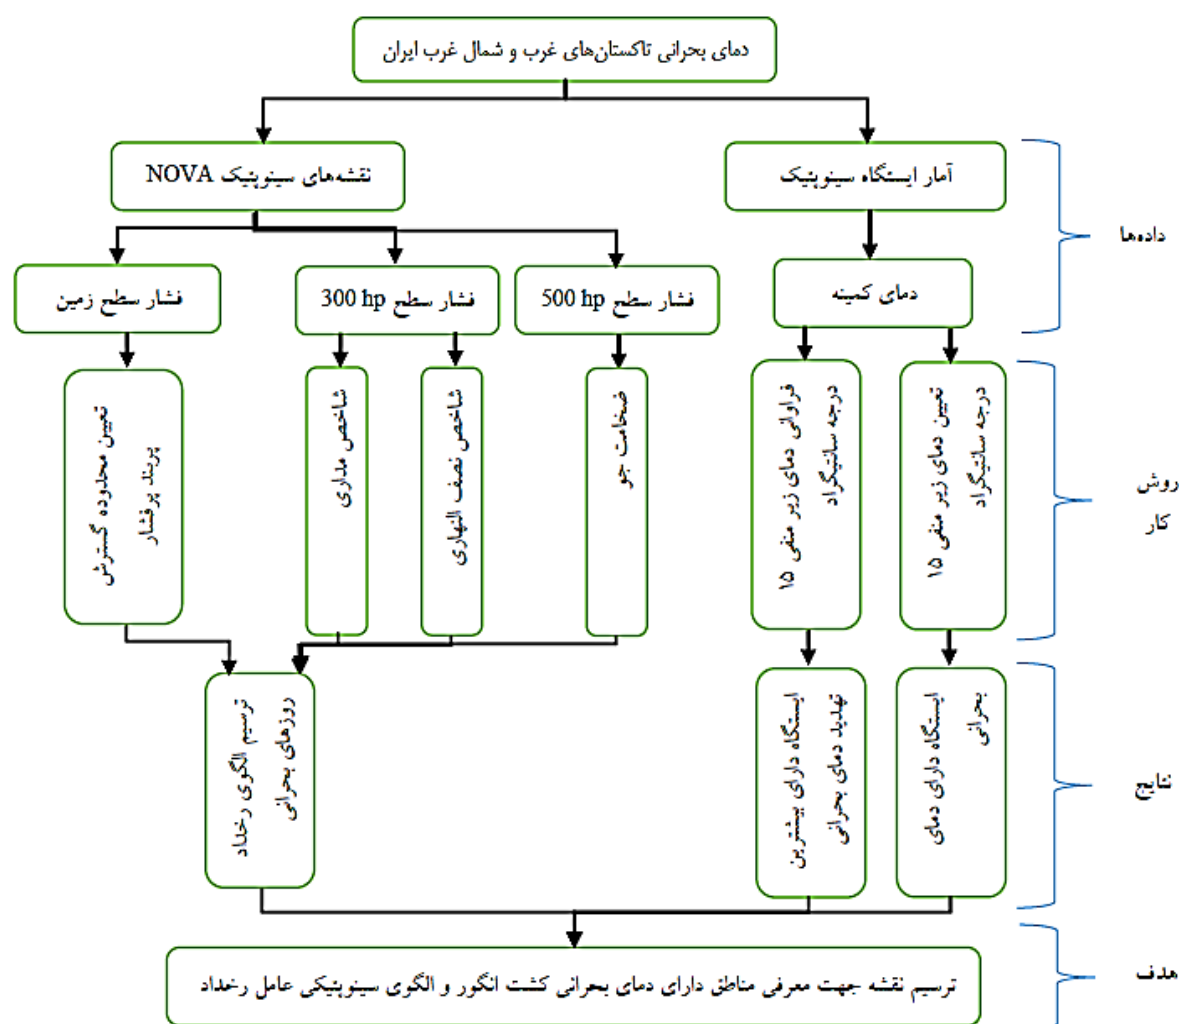 دمای بحرانی تاکستان‌های غرب و شمال غرب ایران
آمار ایستگاه سینوپتیک
نقشه‌های سینوپتیک NOVA
داده‌ها
دمای کمینه
فشار سطح 500 hp
فشار سطح 300 hp
فشار سطح زمین
تعیین دمای زیر منفی ۱۵
درجه سانتیگراد
فراوانی دمای زیر منفی ۱۵
درجه سانتیگراد
ضخامت جو
شاخص نصف النهاری
شاخص مداری
تعیین محدوده گسترش
پربند پرفشار
روش
کار
ایستگاه دارای دمای
بحرانی
ایستگاه دارای بیشترین
تهدید دمای بحرانی
ترسیم الگوی رخداد
روزهای بحرانی
نتایج
ترسیم نقشه جهت معرفی مناطق دارای دمای بحرانی کشت انگور و الگوی سینوپتیکی عامل رخداد
هدف